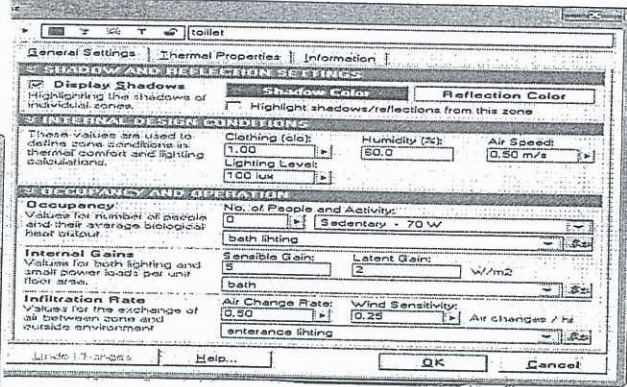 toillet
General Settings Thermal Properties Information
SHADOW AND REFLECTION SETTINGS
Display Shadows
Highlighting the shadows of individual zones.
Shadow Color Reflection Color
Highlight shadows/reflections from this zone
INTERNAL DESIGN CONDITIONS
These values are used to define zone conditions in thermal comfort and lighting calculations.
Clothing (clo): Humidity (%): Air Speed:
1.00 60.0 0.50 m/s
Lighting Level:
100 lux
OCCUPANCY AND OPERATION
Occupancy
Values for number of people and their average biological heat output
No. of People and Activity:
0 Sedentary - 70 W
bath lihting
Internal Gains
Values for both lighting and small power loads per unit floor area.
Sensible Gain: Latent Gain:
5 2 W/m2
bath
Infiltration Rate
Values for the exchange of air between zone and outside environment
Air Change Rate: Wind Sensitivity:
0.50 0.25 Air changes / hr
enterance lihting
Undo Changes Help... OK Cancel